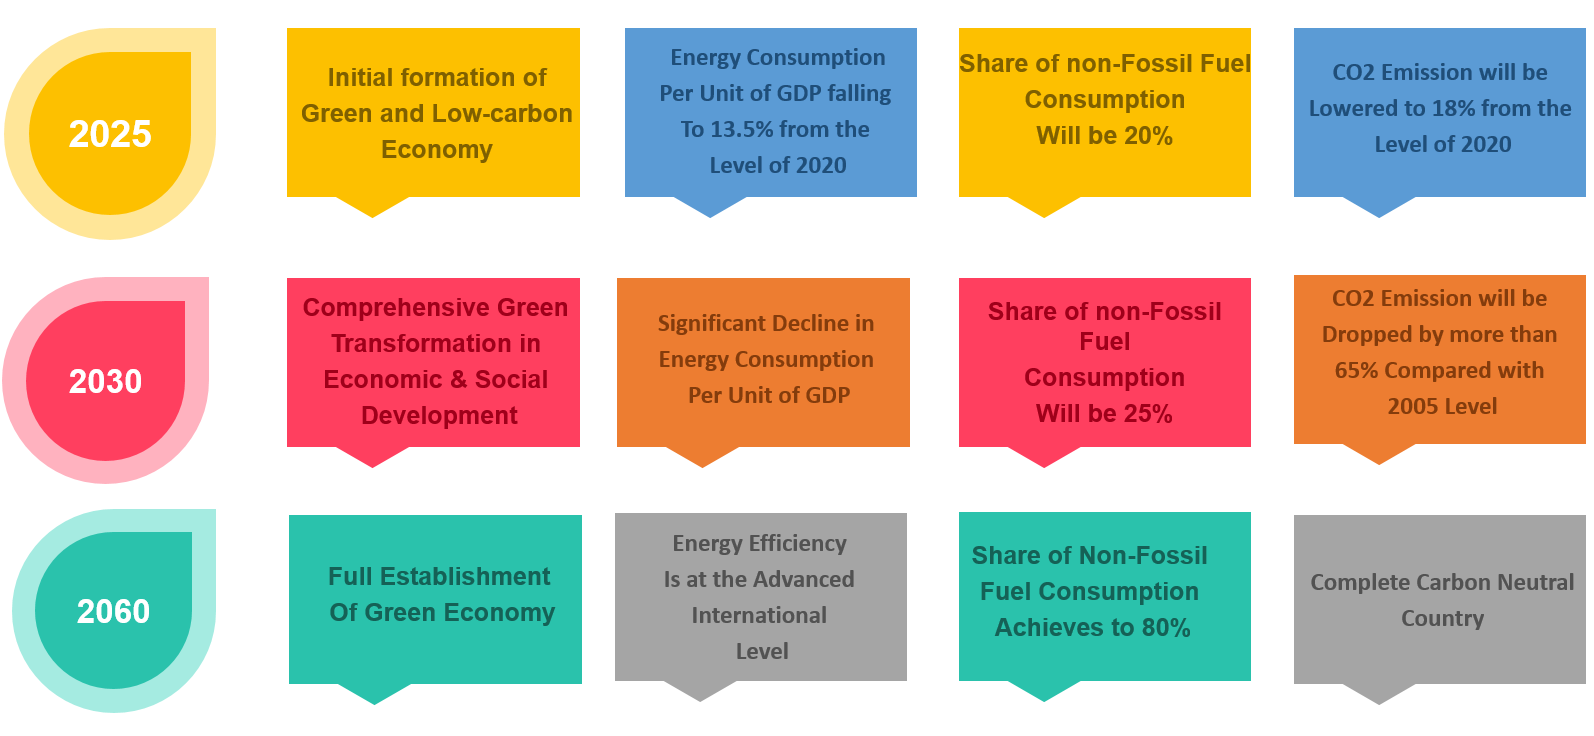 2025
Initial formation of
Green and Low-carbon
Economy
Energy Consumption
Per Unit of GDP falling
To 13.5% from the
Level of 2020
Share of non-Fossil Fuel
Consumption
Will be 20%
CO2 Emission will be
Lowered to 18% from the
Level of 2020
2030
Comprehensive Green
Transformation in
Economic & Social
Development
Significant Decline in
Energy Consumption
Per Unit of GDP
Share of non-Fossil
Fuel
Consumption
Will be 25%
CO2 Emission will be
Dropped by more than
65% Compared with
2005 Level
2060
Full Establishment
Of Green Economy
Energy Efficiency
Is at the Advanced
International
Level
Share of Non-Fossil
Fuel Consumption
Achieves to 80%
Complete Carbon Neutral
Country